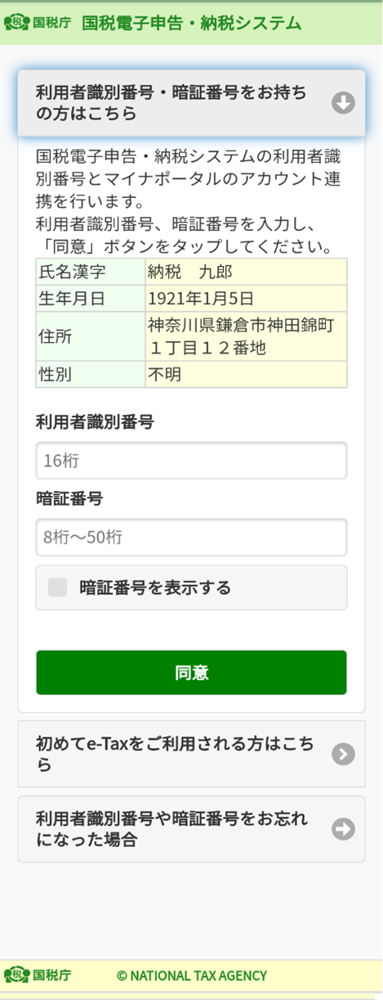 税 国税庁 国税電子申告・納税システム
利用者識別番号・暗証番号をお持ち
の方はこちら
国税電子申告・納税システムの利用者識
別番号とマイナポータルのアカウント連
携を行います。
利用者識別番号、暗証番号を入力し、
「同意」ボタンをタップしてください。
氏名漢字 納税　九郎
生年月日 1921年1月5日
住所 神奈川県鎌倉市神田錦町
１丁目１２番地
性別 不明
利用者識別番号
16桁
暗証番号
8桁～50桁
暗証番号を表示する
同意
初めてe-Taxをご利用される方はこち
ら
利用者識別番号や暗証番号をお忘れ
になった場合
税 国税庁 © NATIONAL TAX AGENCY